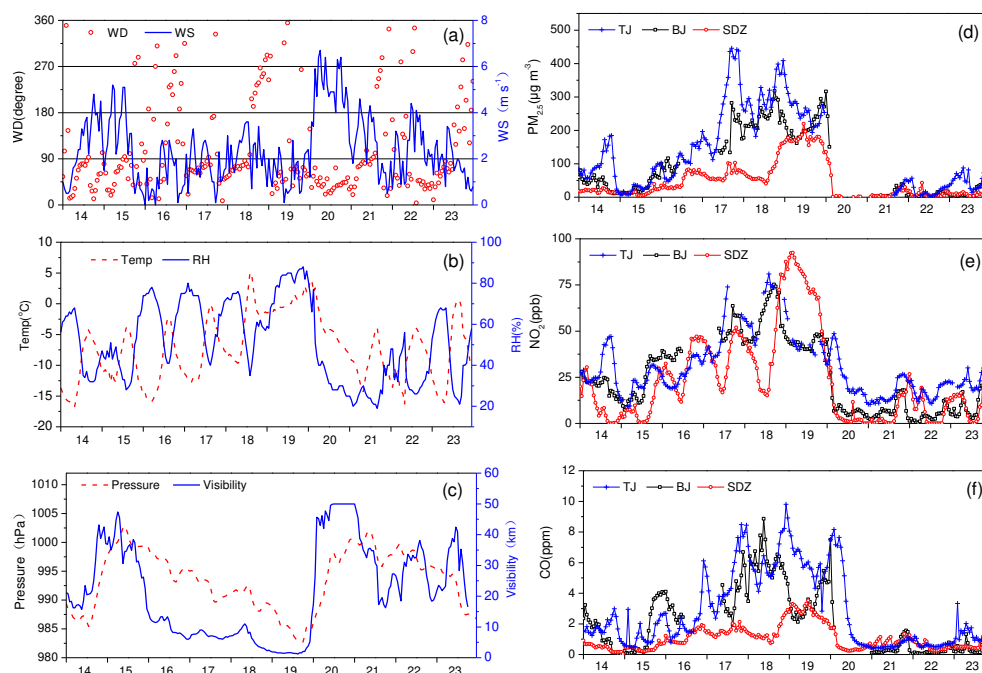 360
270
180
90
0
WD(degree)
WD
WS
(a)
8
6
4
2
0
WS (m s⁻¹)
14 15 16 17 18 19 20 21 22 23
10
5
0
-5
-10
-15
-20
Temp(°C)
Temp
RH
(b)
100
80
60
40
20
RH(%)
14 15 16 17 18 19 20 21 22 23
1010
1005
1000
995
990
985
980
Pressure (hPa)
Pressure
Visibility
(c)
60
50
40
30
20
10
0
Visibility (km)
14 15 16 17 18 19 20 21 22 23
500
400
300
200
100
0
PM2.5(μg m⁻³)
TJ
BJ
SDZ
(d)
14 15 16 17 18 19 20 21 22 23
100
75
50
25
0
NO2(ppb)
TJ
BJ
SDZ
(e)
14 15 16 17 18 19 20 21 22 23
12
10
8
6
4
2
0
CO(ppm)
TJ
BJ
SDZ
(f)
14 15 16 17 18 19 20 21 22 23